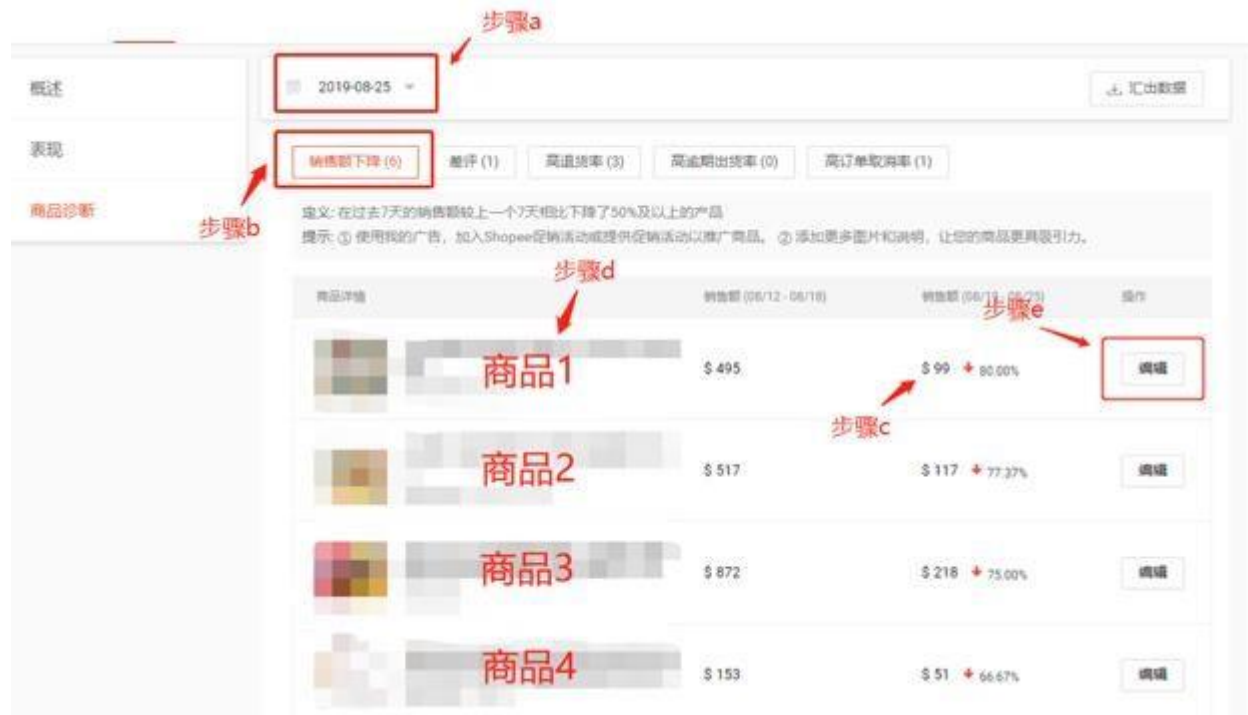 步骤a
2019-08-25
汇出数据
概述
表现
商品诊断
销售额下降 (6)
差评 (1)
高退货率 (3)
高逾期出货率 (0)
高订单取消率 (1)
步骤b
定义: 在过去7天的销售额较上一个7天相比下降了50%及以上的产品
提示: ① 使用我的广告，加入Shopee促销活动或提供促销活动以推广商品。 ② 添加更多图片和说明，让您的商品更具吸引力。
步骤d
商品详情
销售额 (08/12 - 08/18)
销售额 (08/19 - 08/25)
操作
步骤e
商品1
$ 495
$ 99 80.00%
编辑
步骤c
商品2
$ 517
$ 117 77.37%
编辑
商品3
$ 872
$ 218 75.00%
编辑
商品4
$ 153
$ 51 66.67%
编辑